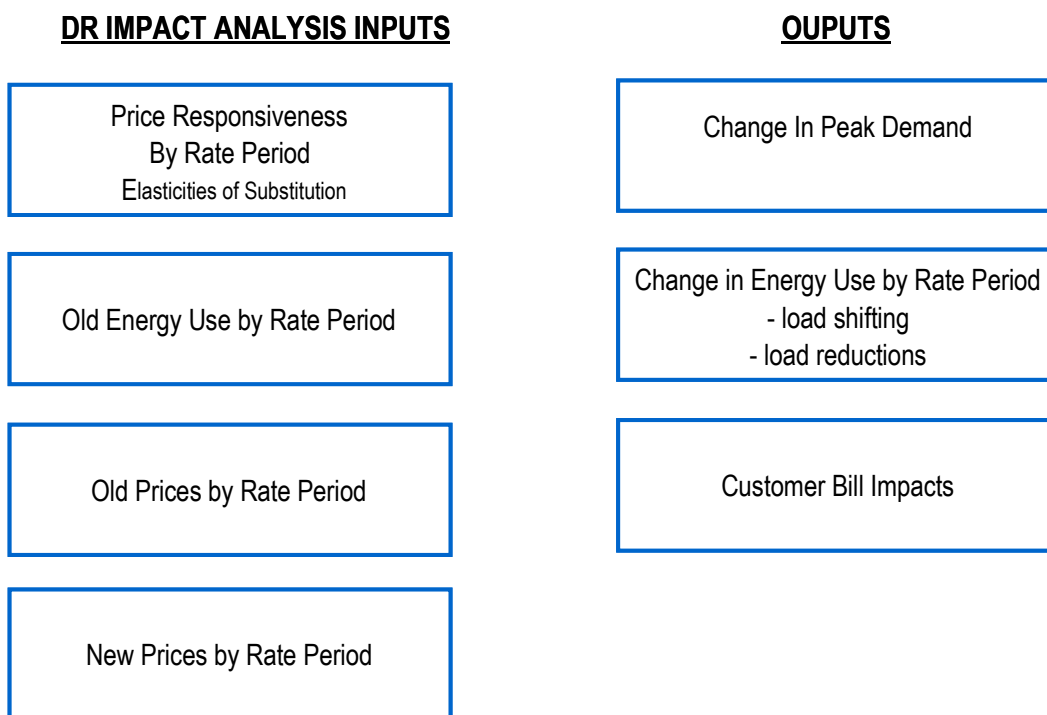 DR IMPACT ANALYSIS INPUTS
Price Responsiveness
By Rate Period
Elasticities of Substitution
Old Energy Use by Rate Period
Old Prices by Rate Period
New Prices by Rate Period
OUPUTS
Change In Peak Demand
Change in Energy Use by Rate Period
- load shifting
- load reductions
Customer Bill Impacts